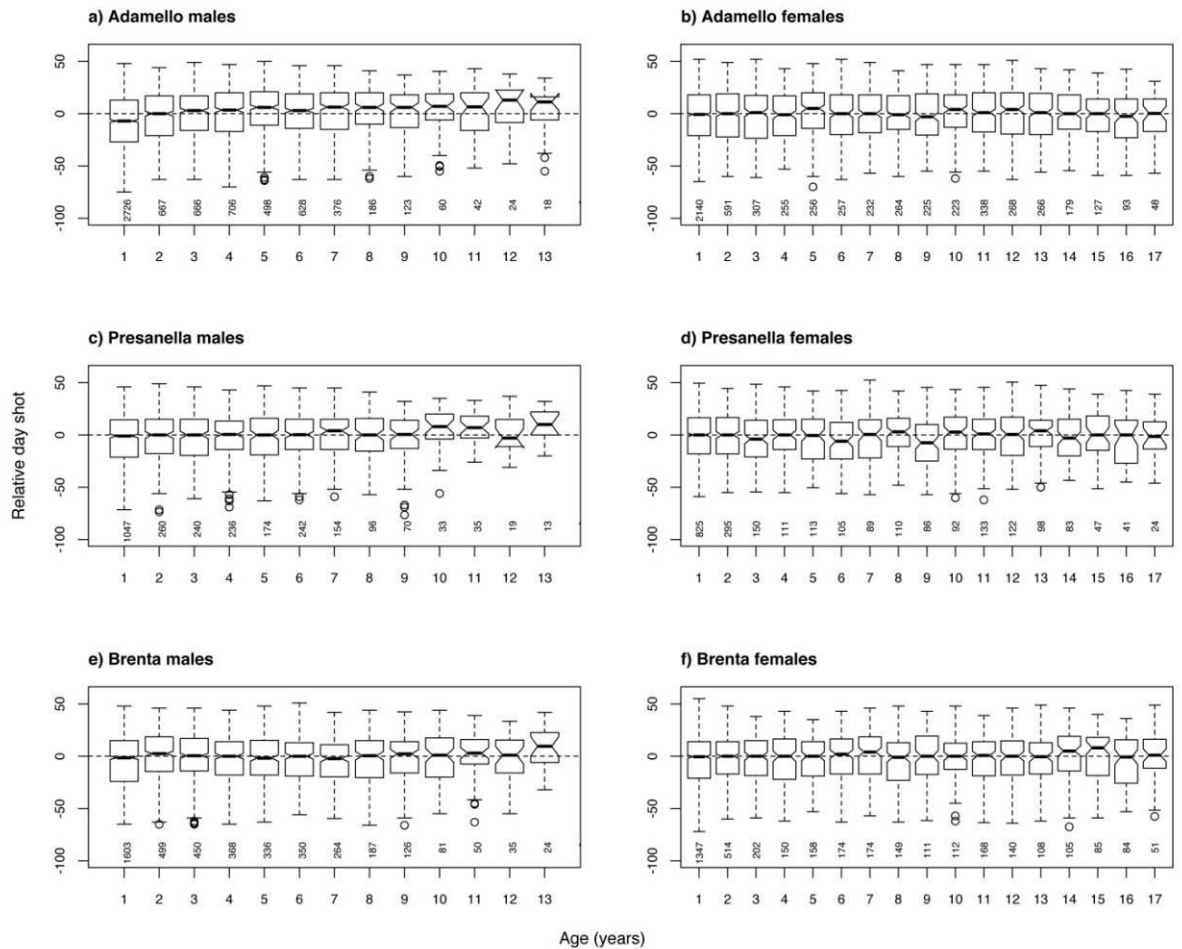 a) Adamello males
50
0
-50
-100
2726 667 666 706 498 628 376 186 123 60 42 24 18
1 2 3 4 5 6 7 8 9 10 11 12 13
b) Adamello females
50
0
-50
-100
2140 591 307 255 256 257 232 264 225 223 338 268 266 179 127 93 48
1 2 3 4 5 6 7 8 9 10 11 12 13 14 15 16 17
Relative day shot
c) Presanella males
50
0
-50
-100
1047 260 240 236 174 242 154 96 70 33 35 19 13
1 2 3 4 5 6 7 8 9 10 11 12 13
d) Presanella females
50
0
-50
-100
825 295 150 111 113 105 89 110 86 92 133 122 98 83 47 41 24
1 2 3 4 5 6 7 8 9 10 11 12 13 14 15 16 17
e) Brenta males
50
0
-50
-100
1603 499 450 368 336 350 264 187 126 81 50 35 24
1 2 3 4 5 6 7 8 9 10 11 12 13
f) Brenta females
50
0
-50
-100
1347 514 202 150 158 174 174 149 111 112 168 140 108 105 85 84 51
1 2 3 4 5 6 7 8 9 10 11 12 13 14 15 16 17
Age (years)